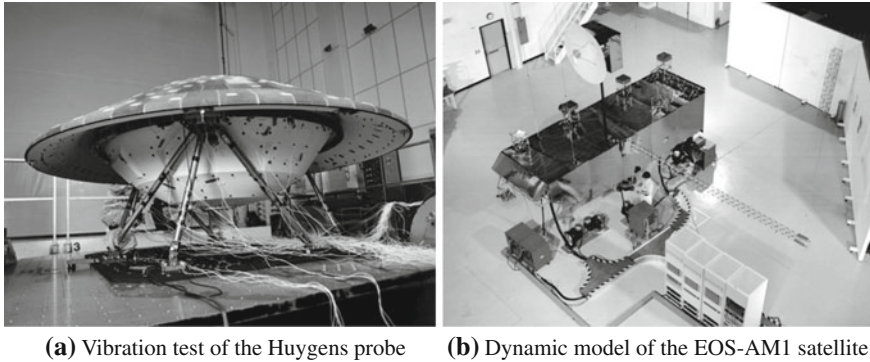 (a) Vibration test of the Huygens probe
(b) Dynamic model of the EOS-AM1 satellite